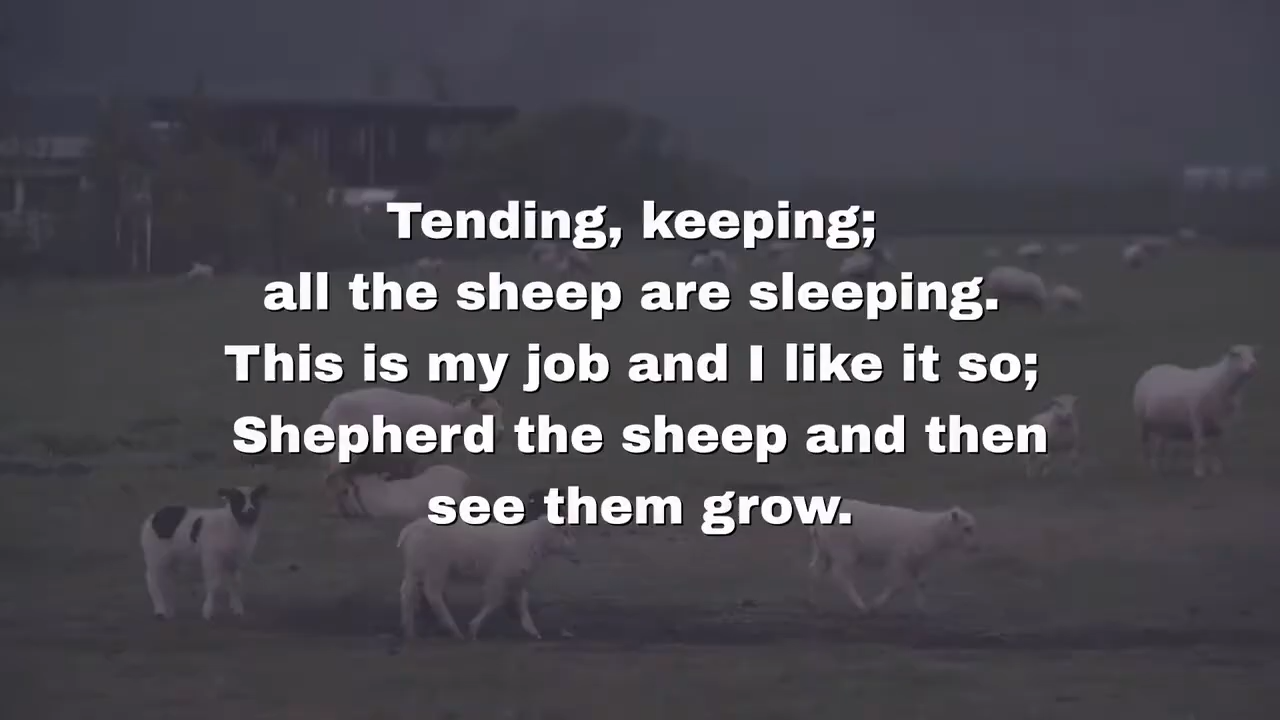 Tending, keeping;
all the sheep are sleeping.
This is my job and I like it so;
Shepherd the sheep and then
see them grow.